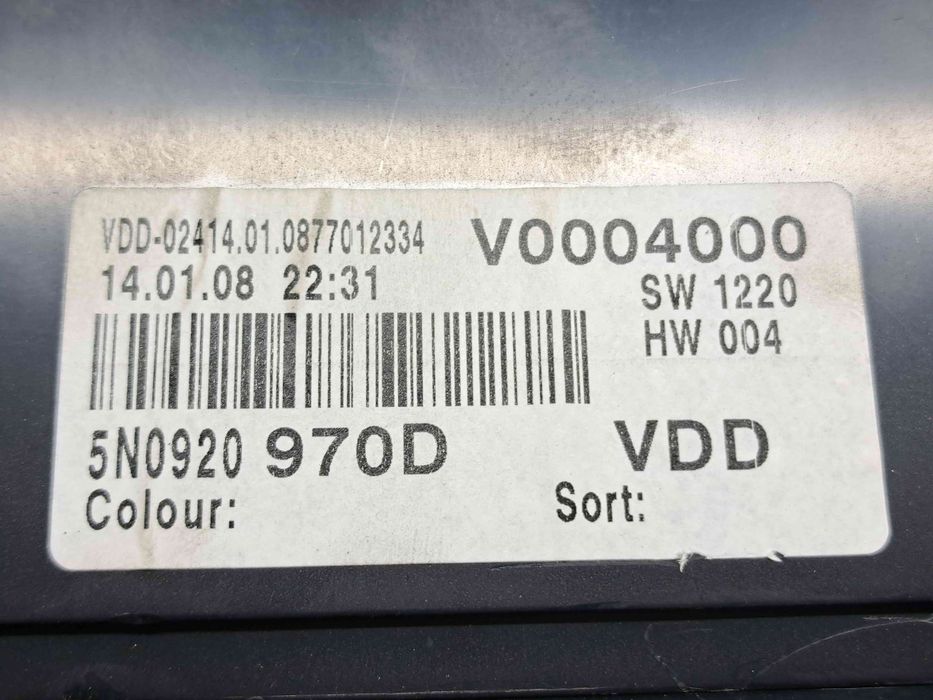 VDD-02414.01.0877012334 V0004000
14.01.08 22:31 SW 1220
HW 004
5N0920 970D VDD
Colour: Sort: